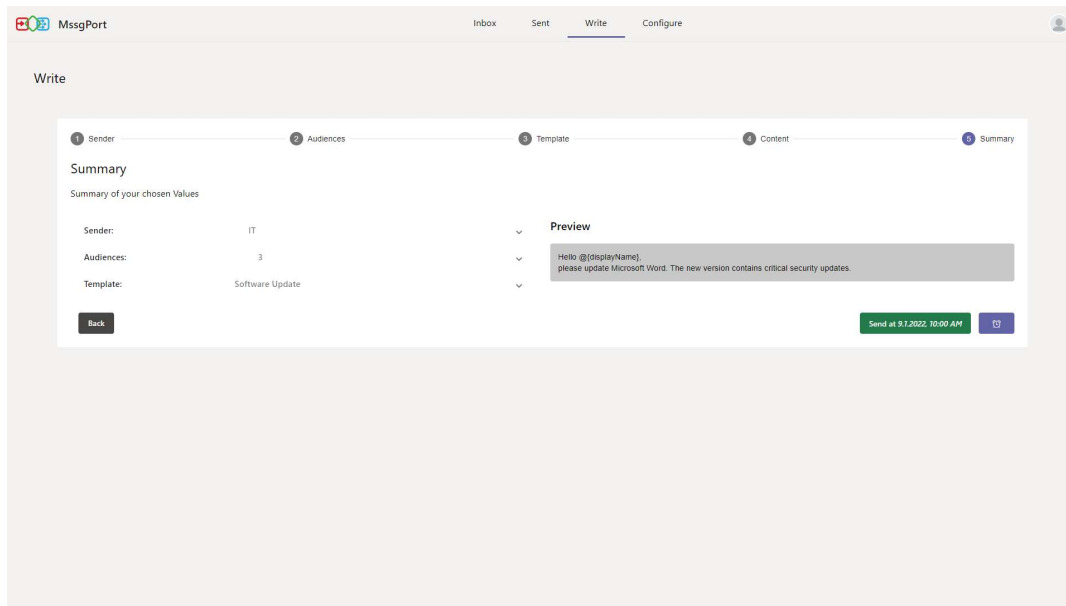 MssgPort
Inbox Sent Write Configure
Write
1 Sender 2 Audiences 3 Template 4 Content 5 Summary
Summary
Summary of your chosen Values
Sender: IT
Audiences: 3
Template: Software Update
Preview
Hello @{displayName},
please update Microsoft Word. The new version contains critical security updates.
Back
Send at 9.1.2022, 10:00 AM